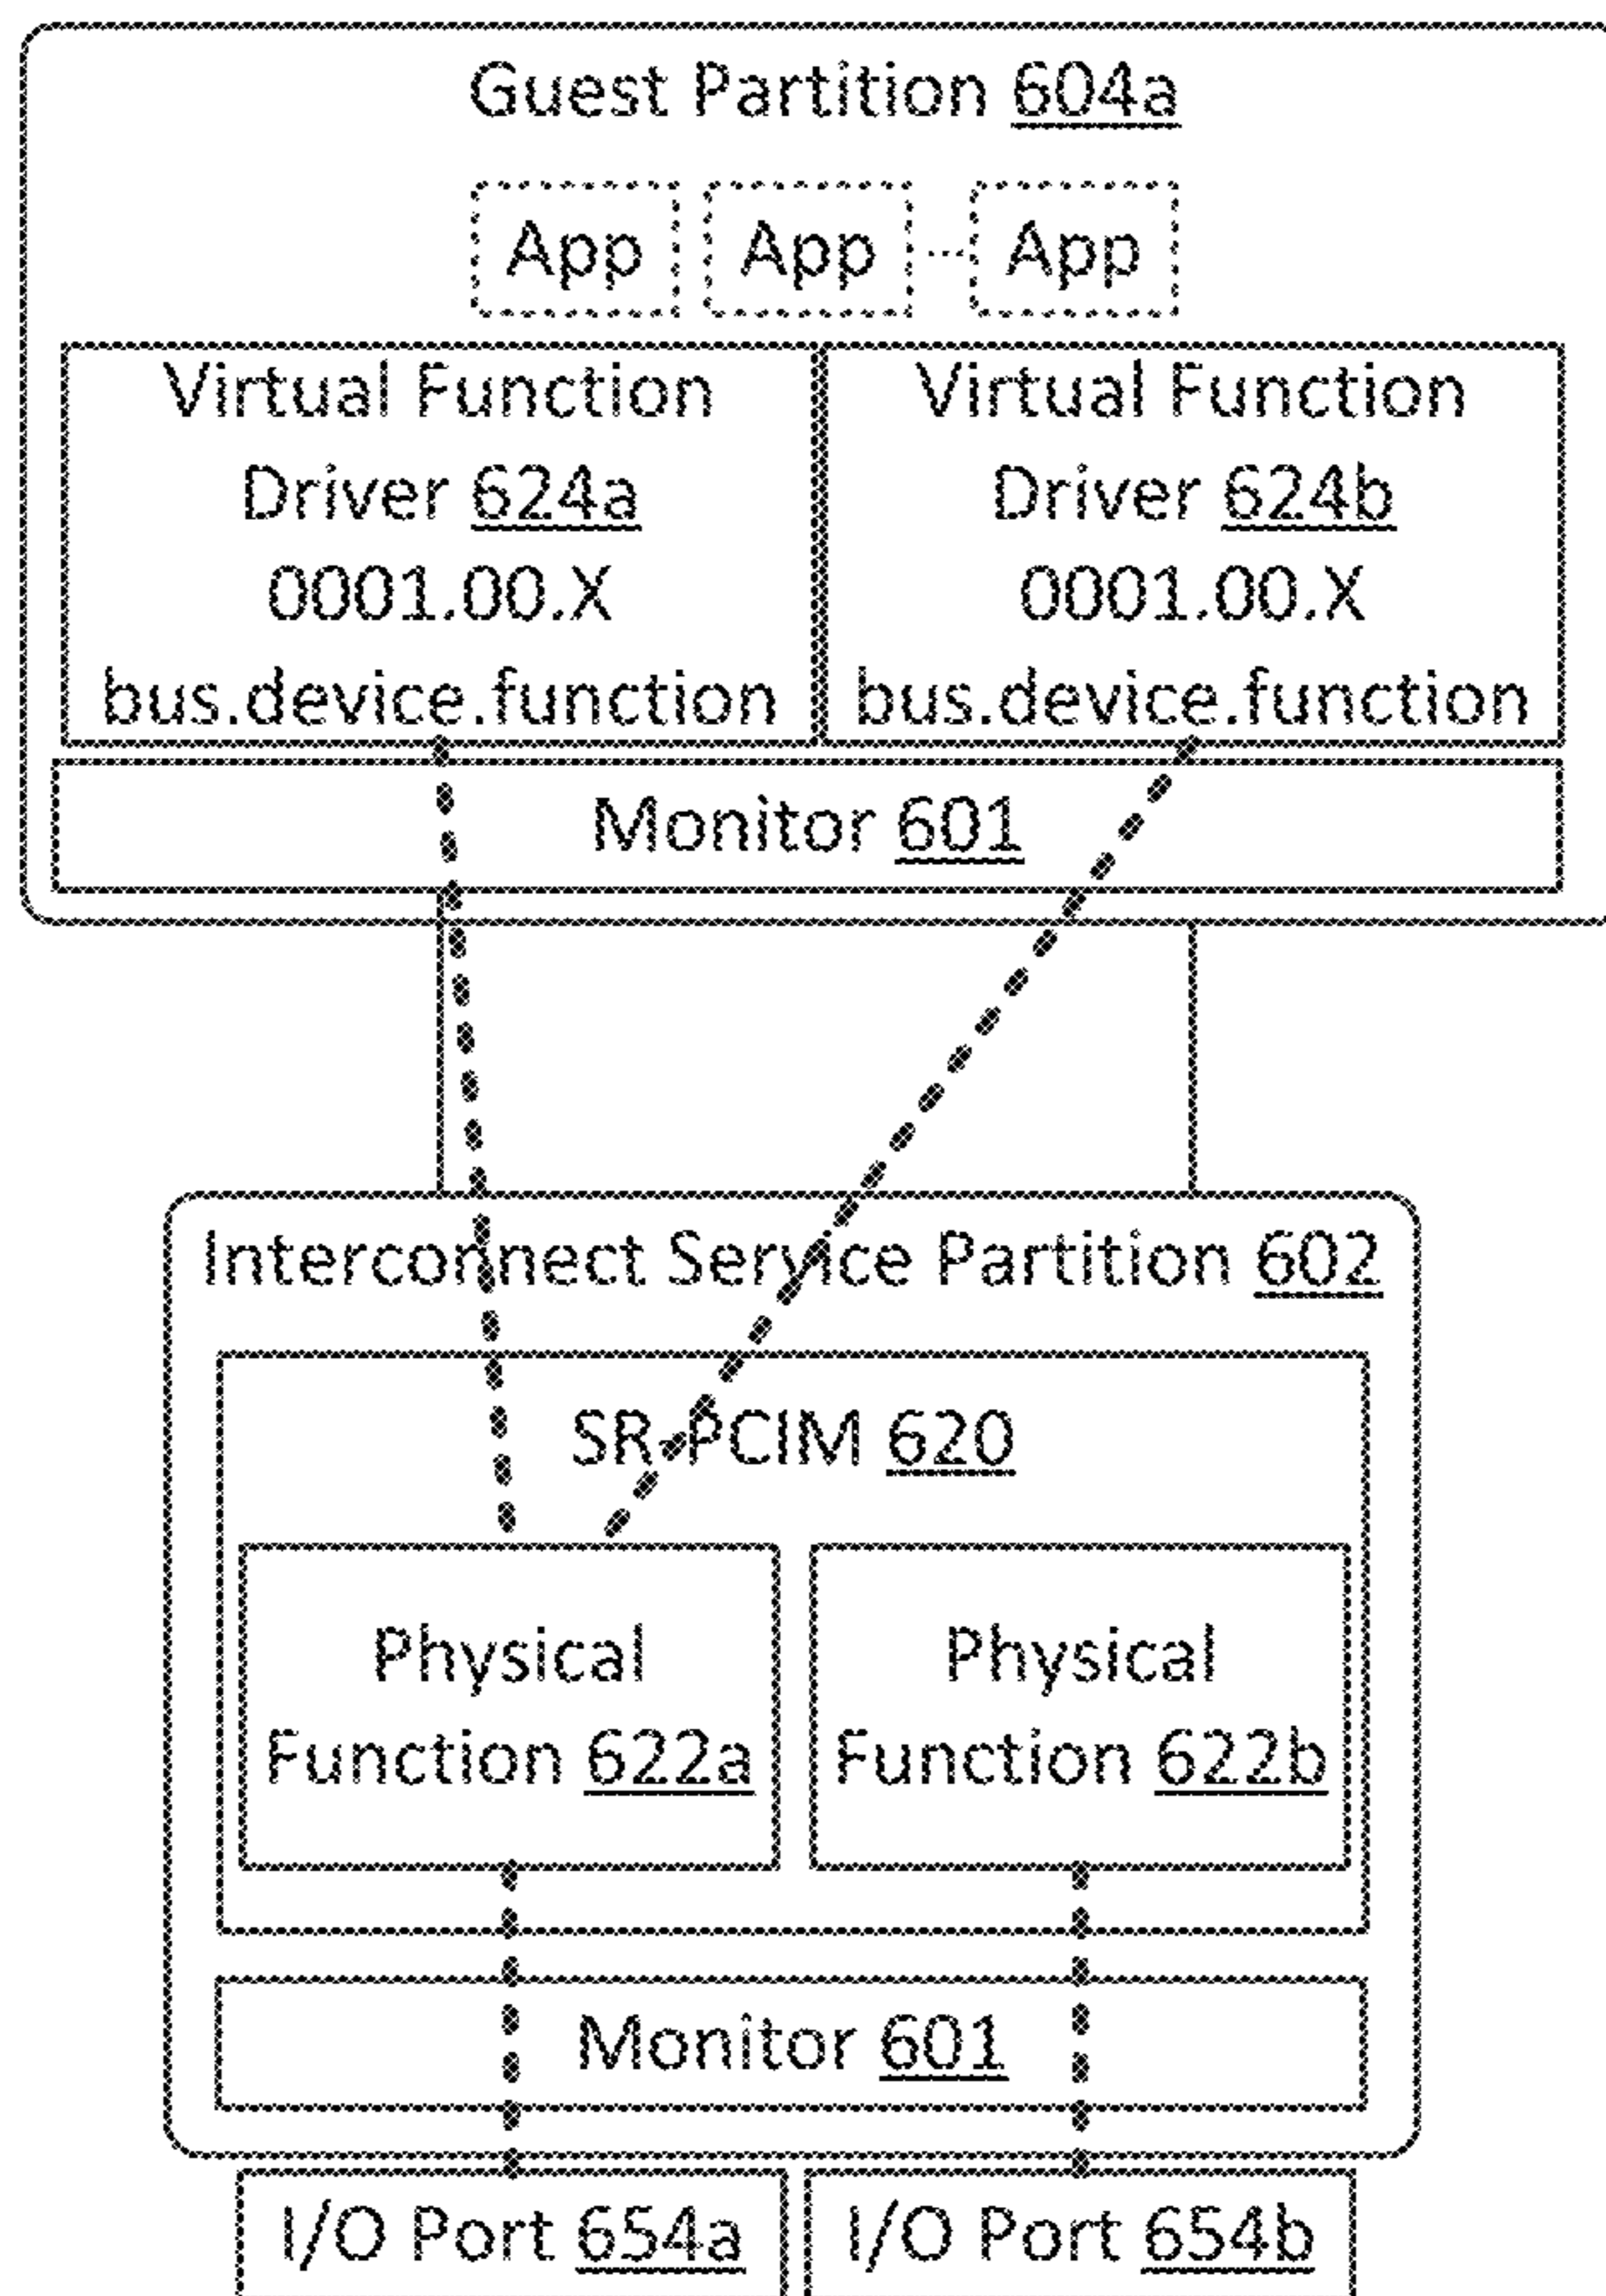 Guest Partition 604a
App App ... App
Virtual Function
Driver 624a
0001.00.X
bus.device.function
Virtual Function
Driver 624b
0001.00.X
bus.device.function
Monitor 601
Interconnect Service Partition 602
SR-PCIM 620
Physical
Function 622a
Physical
Function 622b
Monitor 601
I/O Port 654a
I/O Port 654b